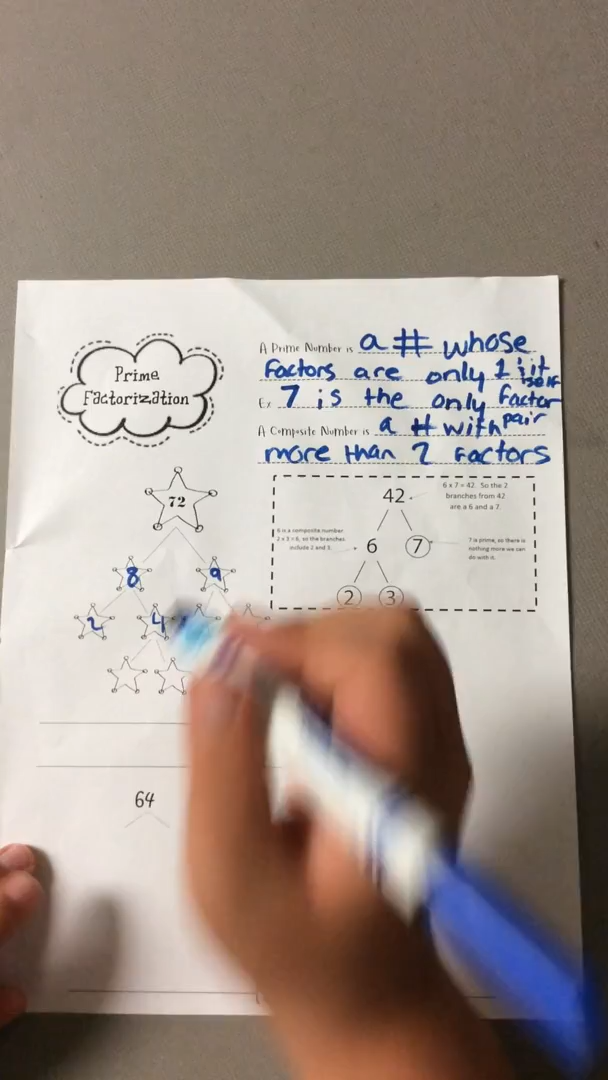 Prime
Factorization
A Prime Number is a # whose
factors are only 1 & it
self
Ex. 7 is the only factor
pair
A Composite Number is a # with
more than 2 factors
72
8
9
2
4
42
6 x 7 = 42. So the 2
branches from 42
are a 6 and a 7.
6 is a composite number
2 x 3 = 6, so the branches
include 2 and 3.
6
7
7 is prime, so there is
nothing more we can
do with it.
2
3
64